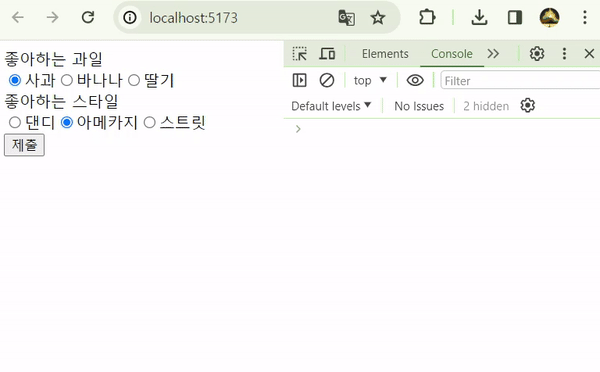 localhost:5173
좋아하는 과일
사과 바나나 딸기
좋아하는 스타일
댄디 아메카지 스트릿
제출
Elements Console
top Filter
Default levels No Issues 2 hidden